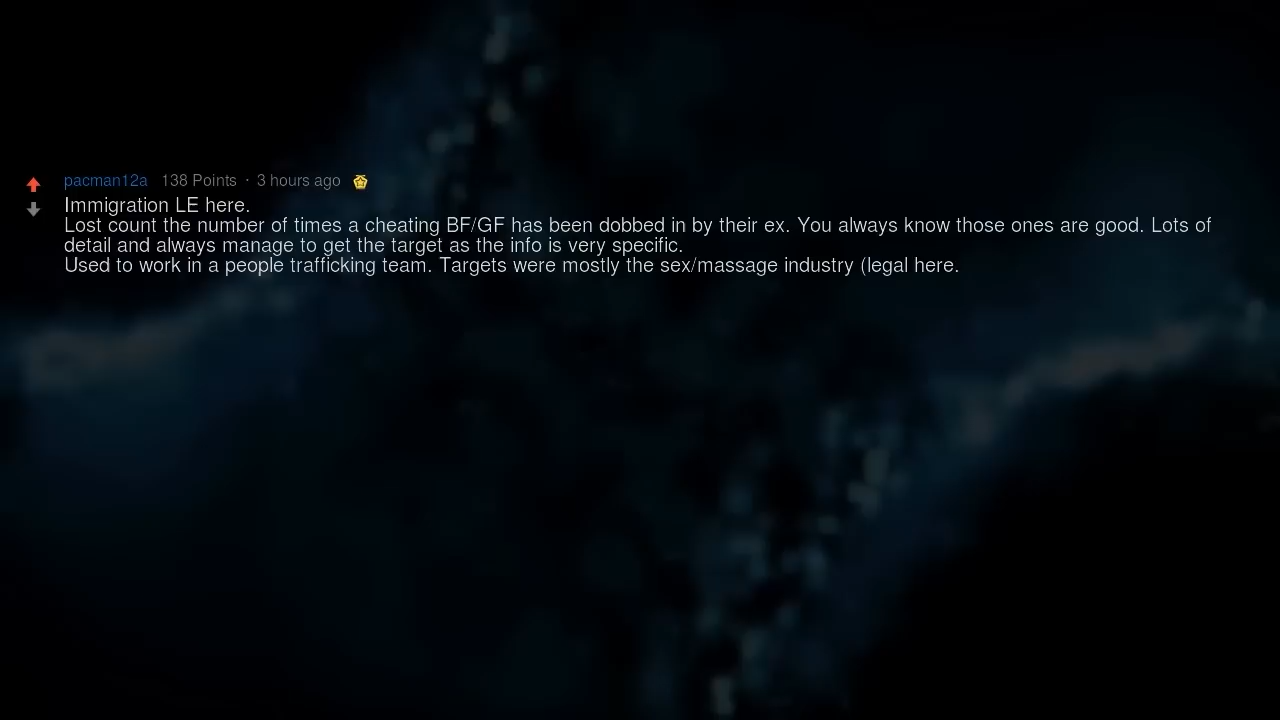 pacman12a 138 Points · 3 hours ago
Immigration LE here.
Lost count the number of times a cheating BF/GF has been dobbed in by their ex. You always know those ones are good. Lots of
detail and always manage to get the target as the info is very specific.
Used to work in a people trafficking team. Targets were mostly the sex/massage industry (legal here.